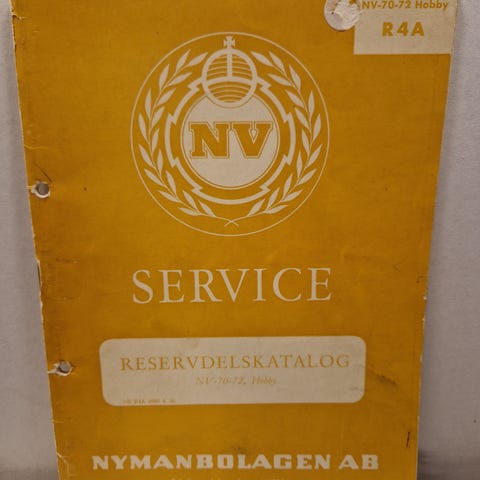 NV-70-72 Hobby
R4A
NV
SERVICE
RESERVDELSKATALOG
NV-70-72, Hobby
NYMANBOLAGEN AB